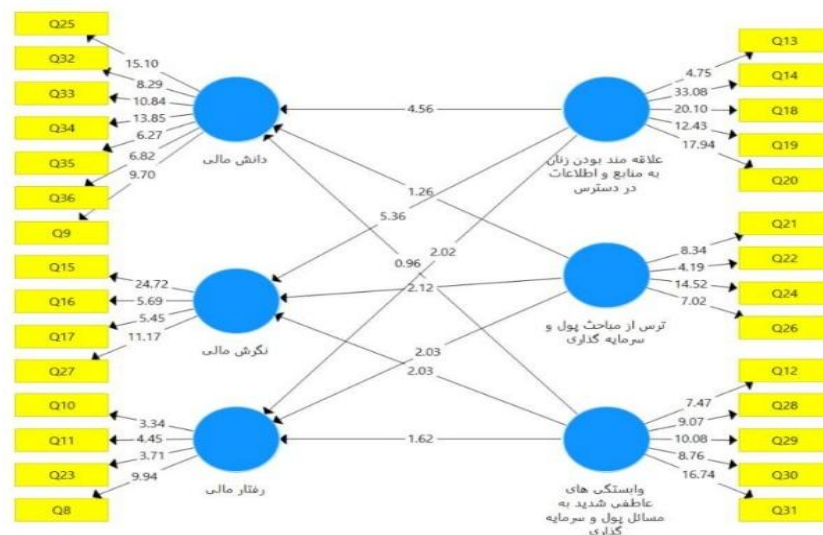 Q25
Q32
Q33
Q34
Q35
Q36
Q9
Q15
Q16
Q17
Q27
Q10
Q11
Q23
Q8
15.10
8.29
10.84
13.85
6.27
6.82
9.70
24.72
5.69
5.45
11.17
3.34
4.45
3.71
9.94
دانش مالی
نگرش مالی
رفتار مالی
4.56
1.26
5.36
2.02
0.96
2.12
2.03
2.03
1.62
علاقه مند بودن زنان
به منابع و اطلاعات
در دسترس
ترس از مباحث پول و
سرمایه گذاری
وابستگی های
عاطفی شدید به
مسائل پول و سرمایه
گذاری
4.75
33.08
20.10
12.43
17.94
8.34
4.19
14.52
7.02
7.47
9.07
10.08
8.76
16.74
Q13
Q14
Q18
Q19
Q20
Q21
Q22
Q24
Q26
Q12
Q28
Q29
Q30
Q31